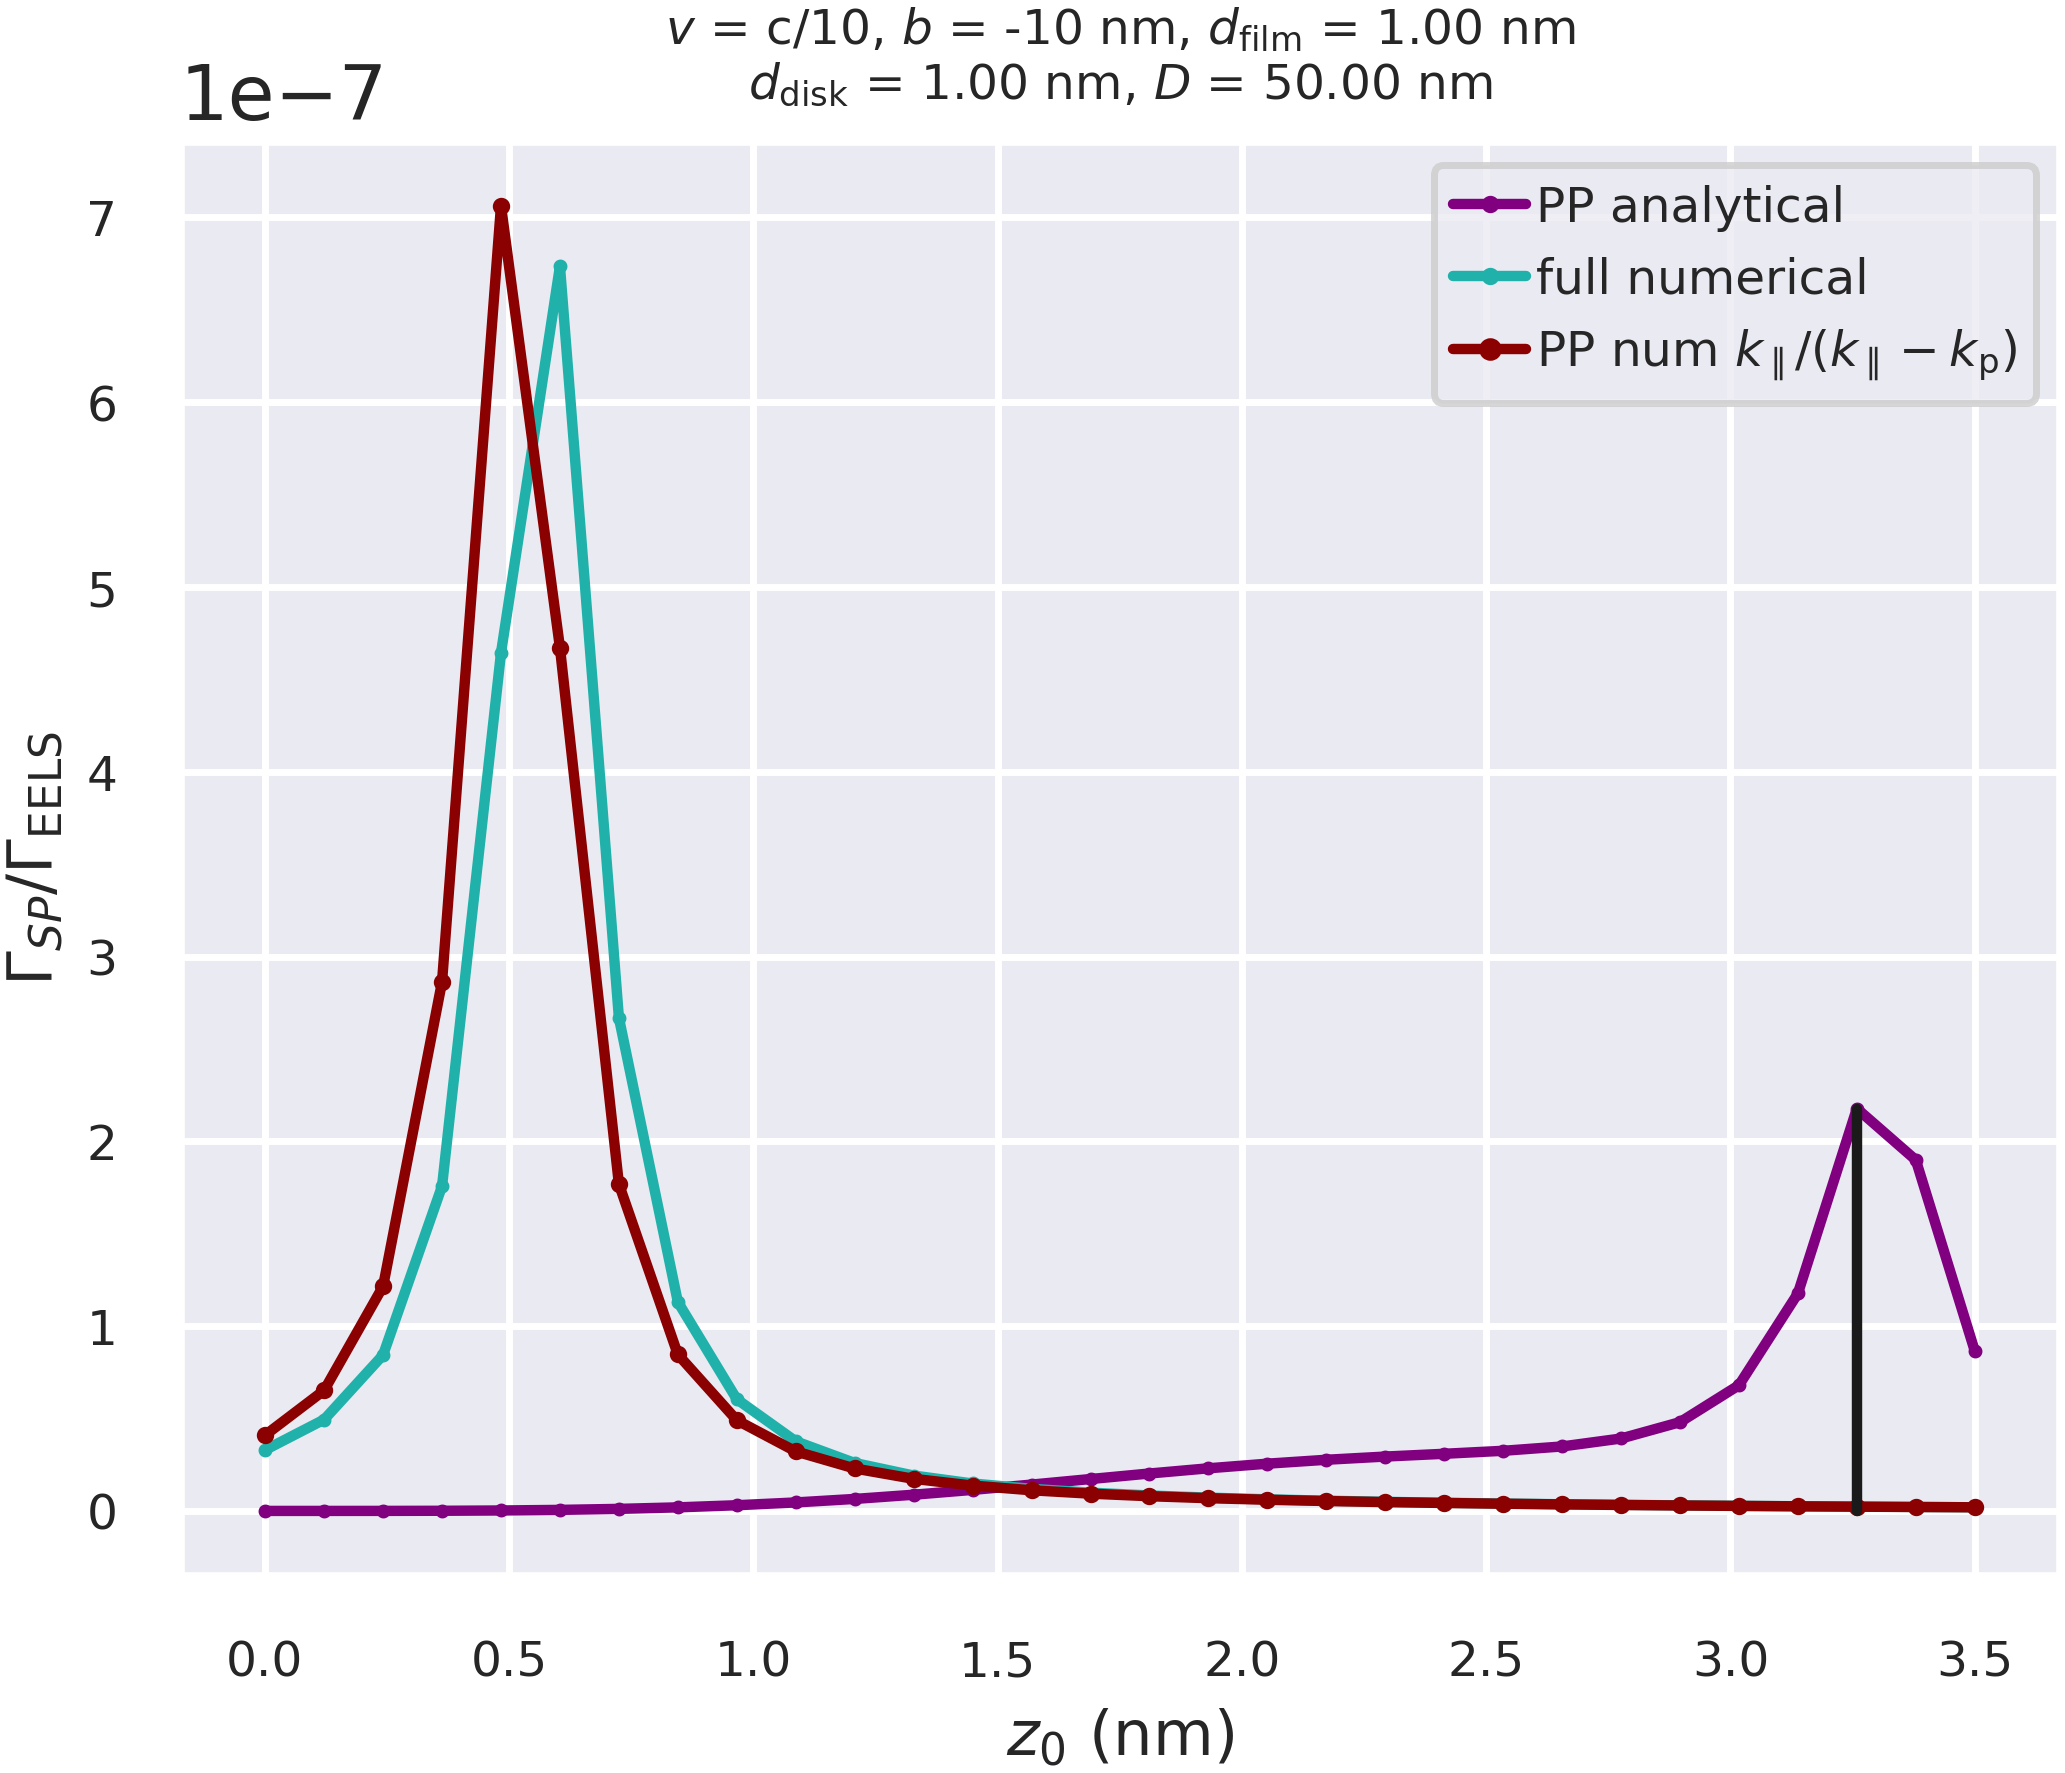 v = c/10, b = -10 nm, d_film = 1.00 nm
d_disk = 1.00 nm, D = 50.00 nm
1e−7
PP analytical
full numerical
PP num k_∥/(k_∥ − k_p)
7
6
5
4
3
2
1
0
Γ_SP/Γ_EELS
0.0 0.5 1.0 1.5 2.0 2.5 3.0 3.5
z_0 (nm)